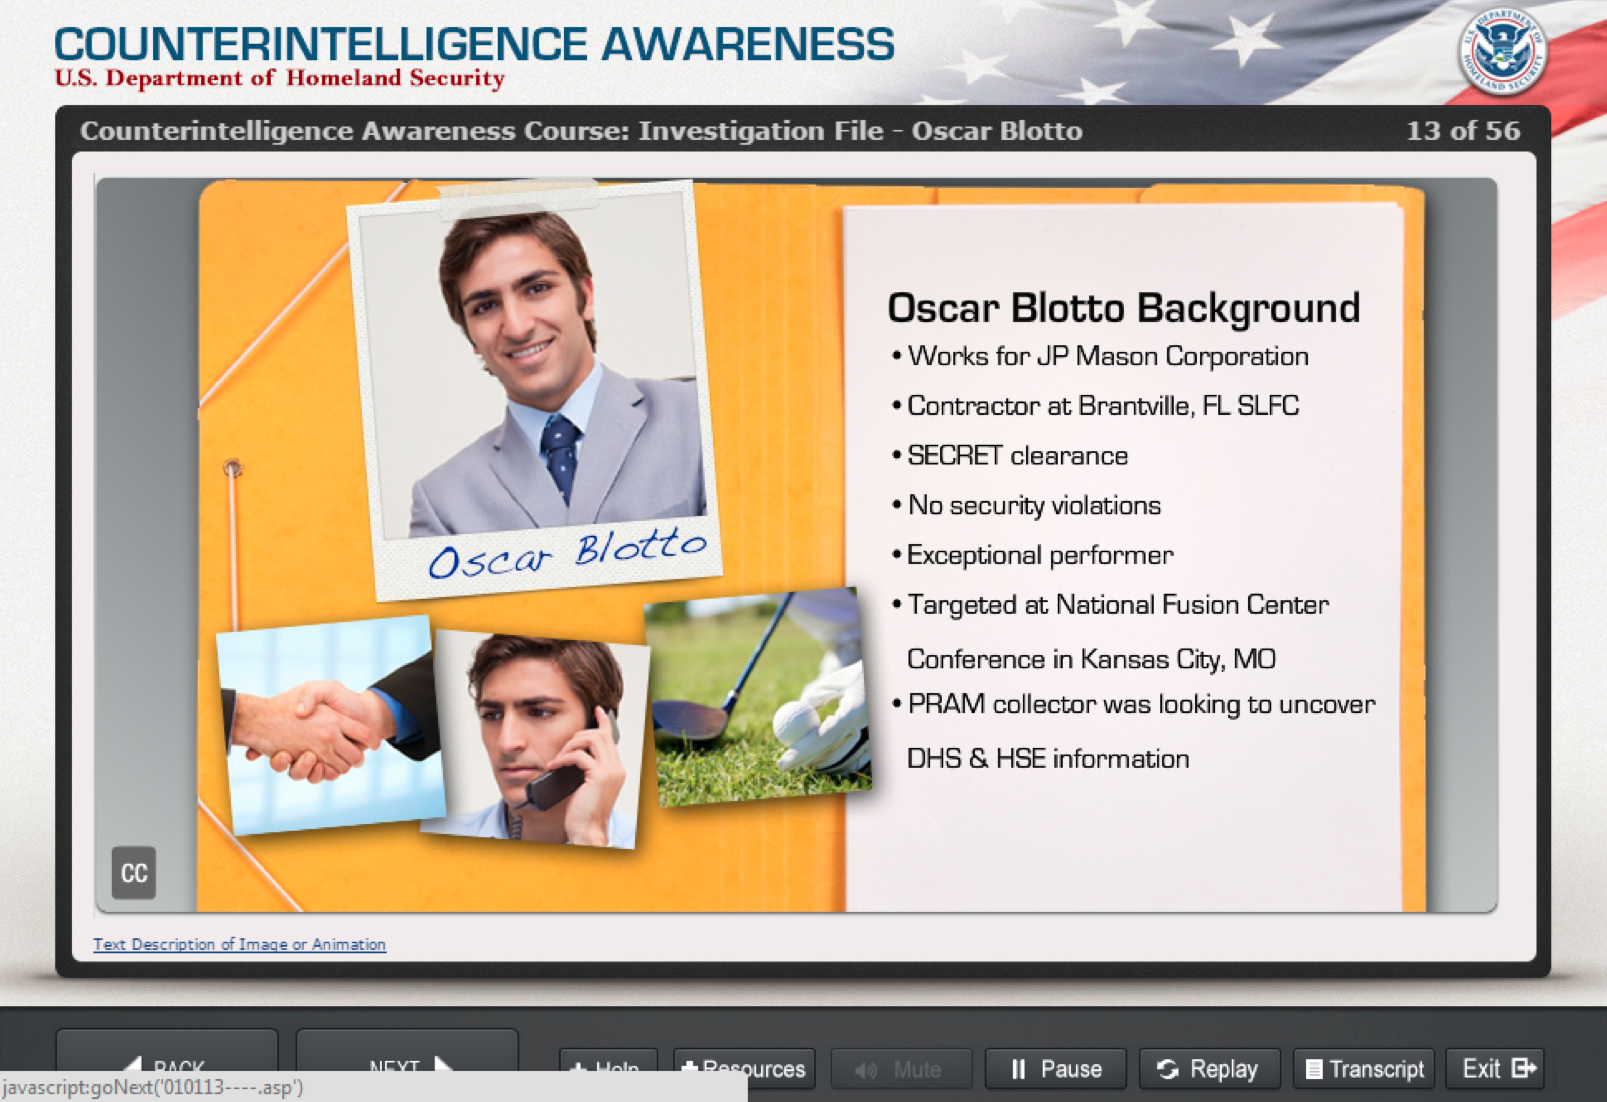 COUNTERINTELLIGENCE AWARENESS
U.S. Department of Homeland Security
Counterintelligence Awareness Course: Investigation File - Oscar Blotto
13 of 56
Oscar Blotto
Oscar Blotto Background
• Works for JP Mason Corporation
• Contractor at Brantville, FL SLFC
• SECRET clearance
• No security violations
• Exceptional performer
• Targeted at National Fusion Center
Conference in Kansas City, MO
• PRAM collector was looking to uncover
DHS & HSE information
CC
Text Description of Image or Animation
BACK
NEXT
Help
Resources
Mute
Pause
Replay
Transcript
Exit
javascript:goNext('010113----.asp')